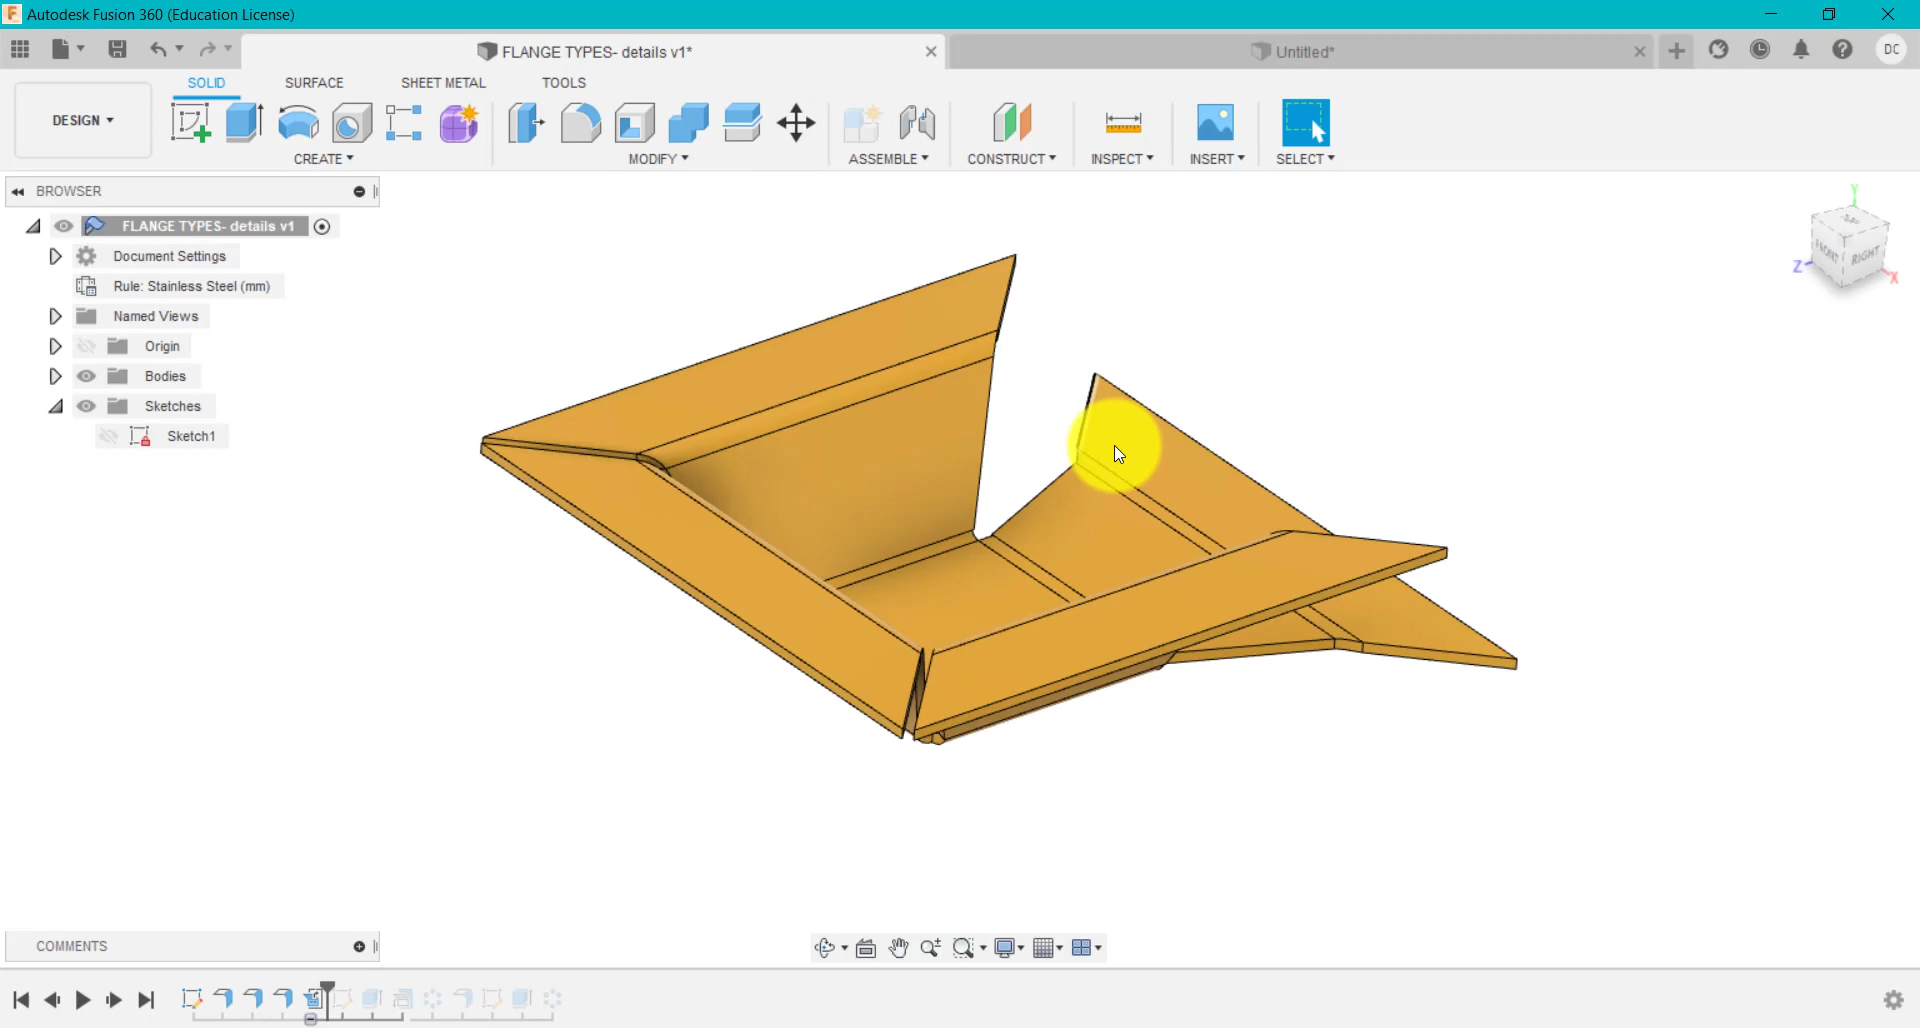 Autodesk Fusion 360 (Education License)
FLANGE TYPES- details v1*
Untitled*
DC
DESIGN
SOLID
SURFACE
SHEET METAL
TOOLS
CREATE
MODIFY
ASSEMBLE
CONSTRUCT
INSPECT
INSERT
SELECT
BROWSER
FLANGE TYPES- details v1
Document Settings
Rule: Stainless Steel (mm)
Named Views
Origin
Bodies
Sketches
Sketch1
Y
FRONT
RIGHT
Z
X
COMMENTS